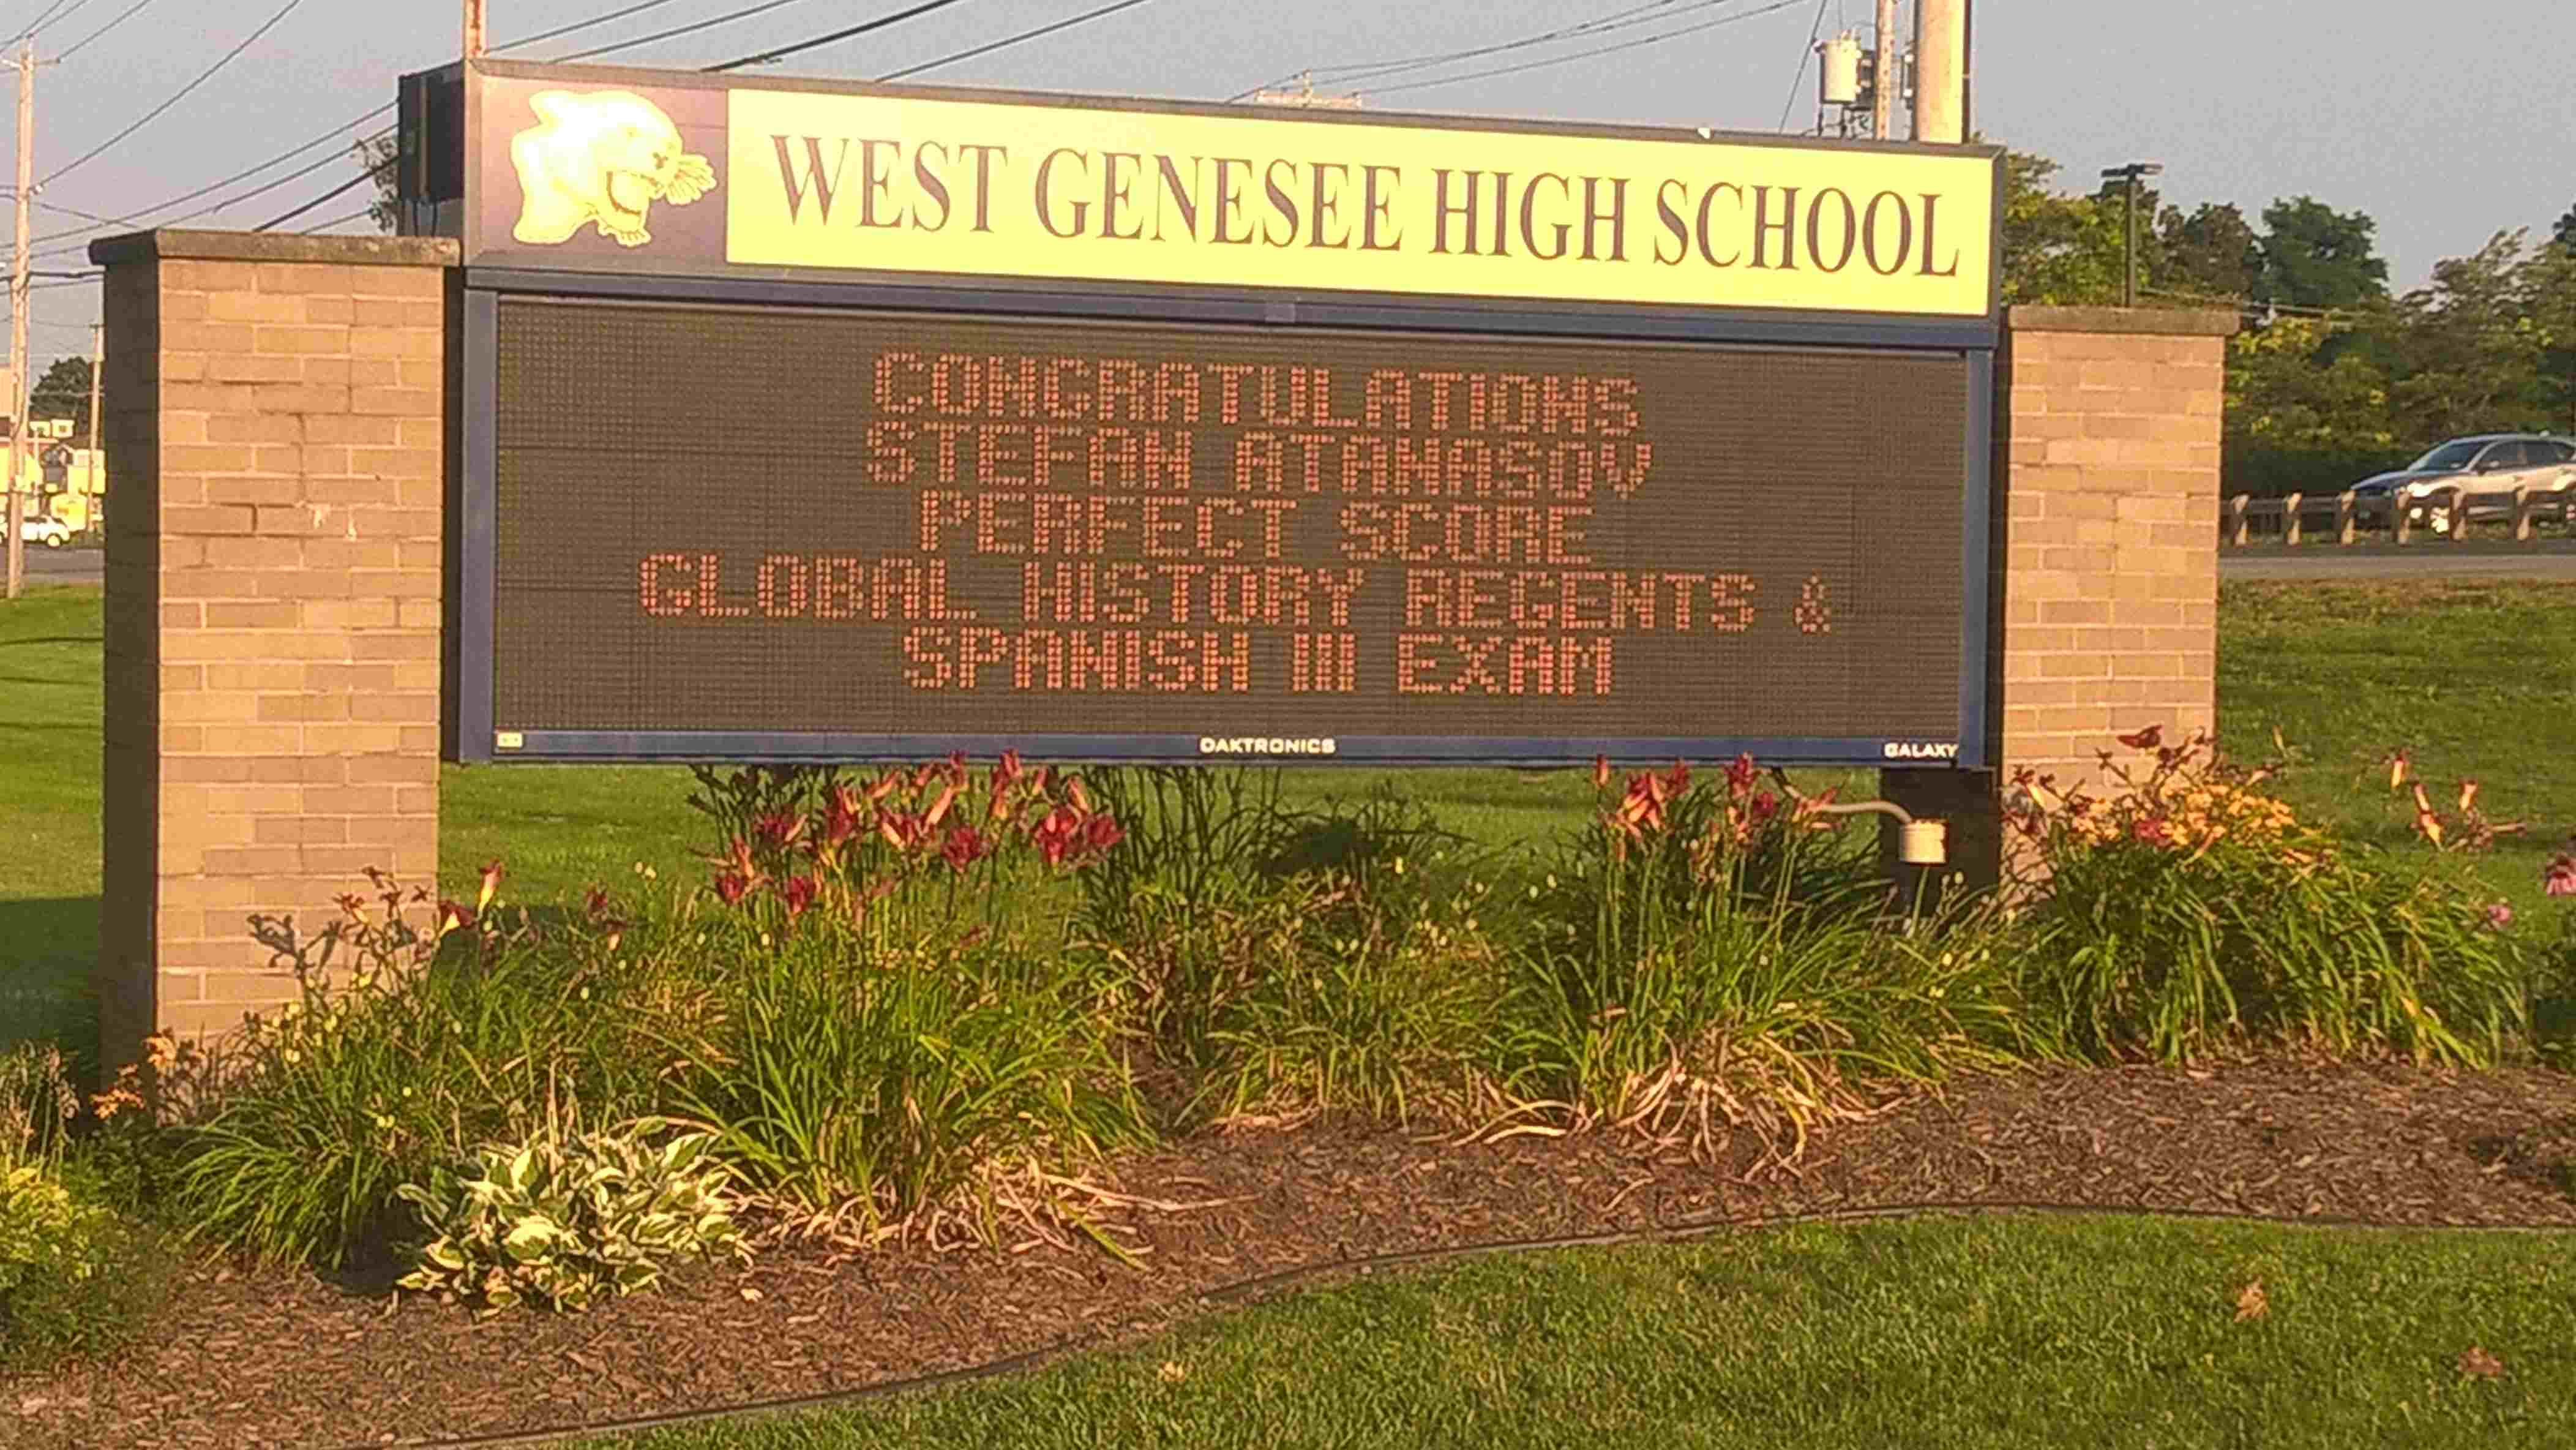 WEST GENESEE HIGH SCHOOL
CONGRATULATIONS
STEFAN ATANASOV
PERFECT SCORE
GLOBAL HISTORY REGENTS &
SPANISH III EXAM
DAKTRONICS
GALAXY